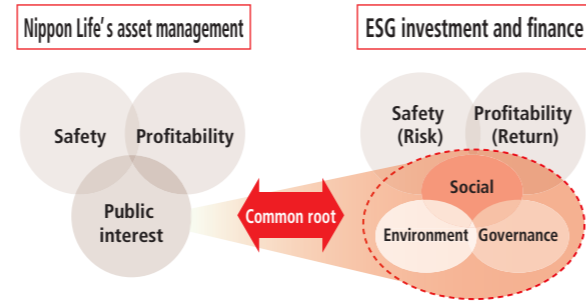 Nippon Life's asset management
ESG investment and finance
Safety
Profitability
Public
interest
Common root
Safety
(Risk)
Profitability
(Return)
Social
Environment
Governance